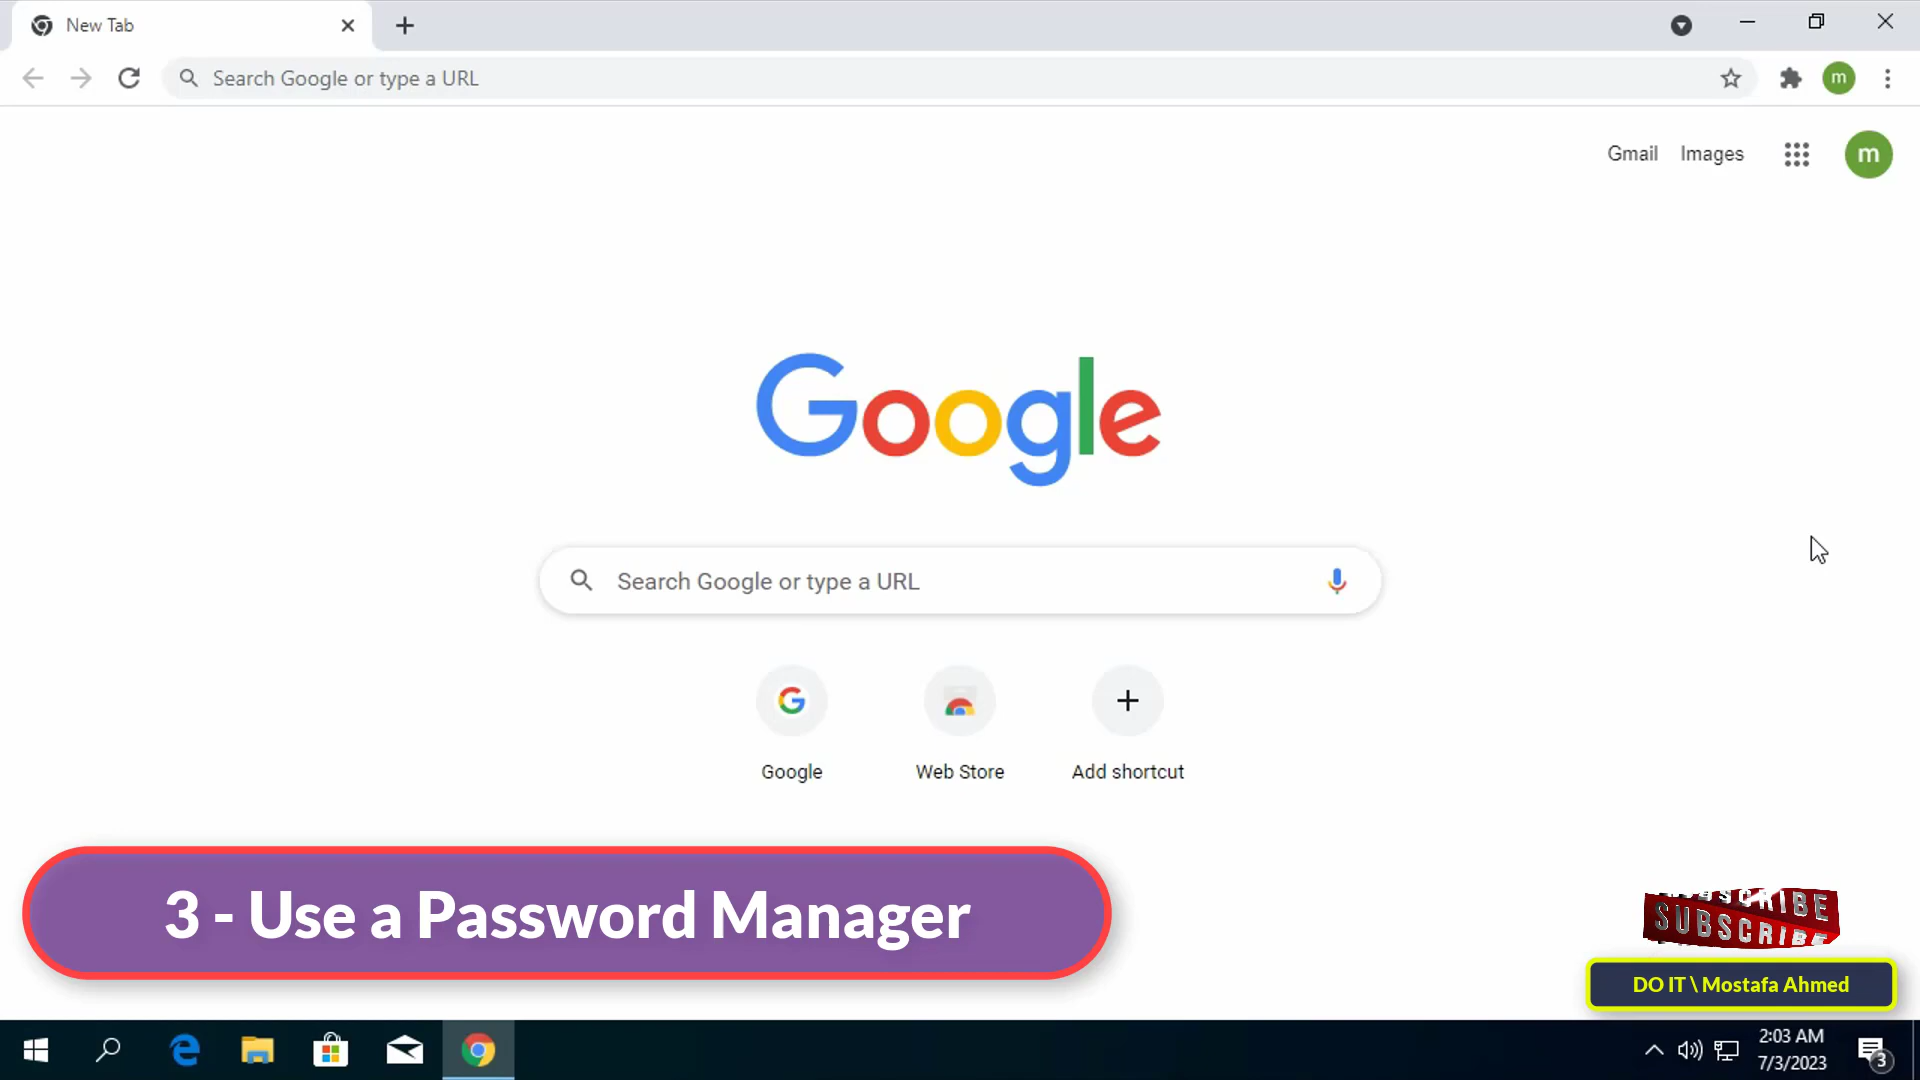 New Tab
Search Google or type a URL
m
Gmail Images
m
Google
Search Google or type a URL
Google Web Store Add shortcut
3 - Use a Password Manager
SUBSCRIBE
DO IT \ Mostafa Ahmed
2:03 AM
7/3/2023
3